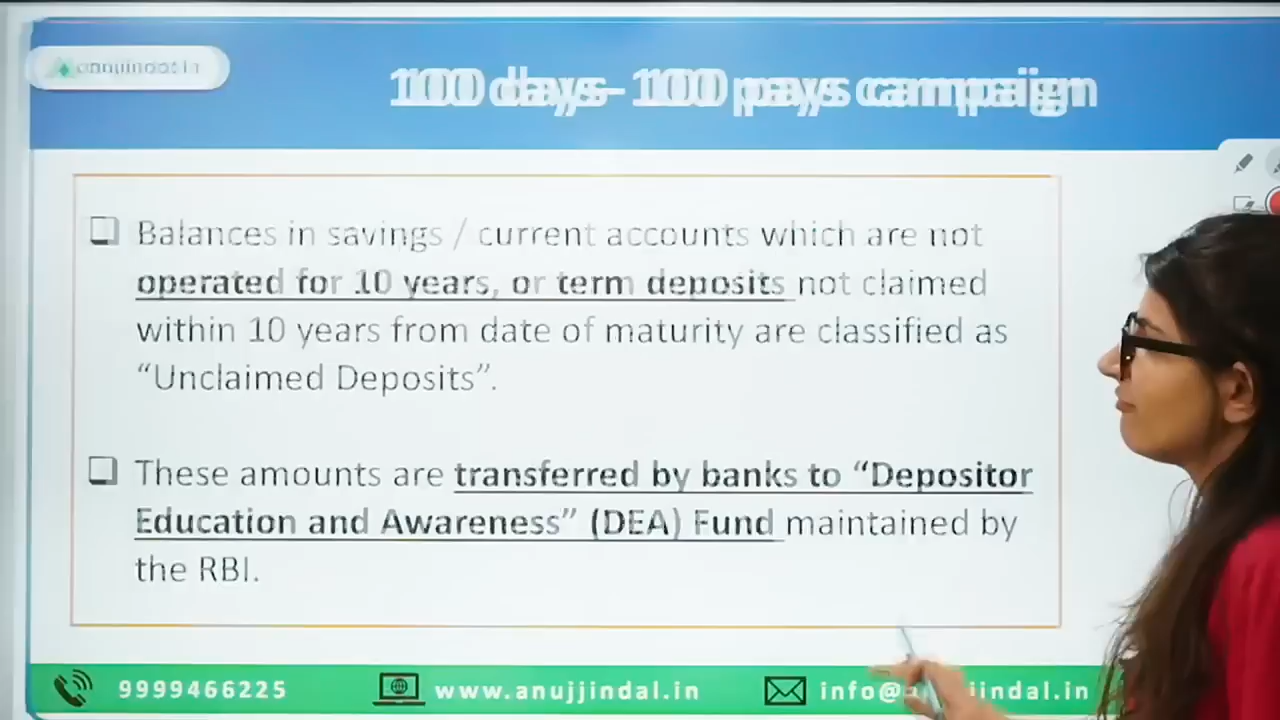 anujjindal.in
100 days- 100 pays campaign
Balances in savings / current accounts which are not
operated for 10 years, or term deposits not claimed
within 10 years from date of maturity are classified as
“Unclaimed Deposits”.
These amounts are transferred by banks to “Depositor
Education and Awareness” (DEA) Fund maintained by
the RBI.
9999466225
www.anujjindal.in